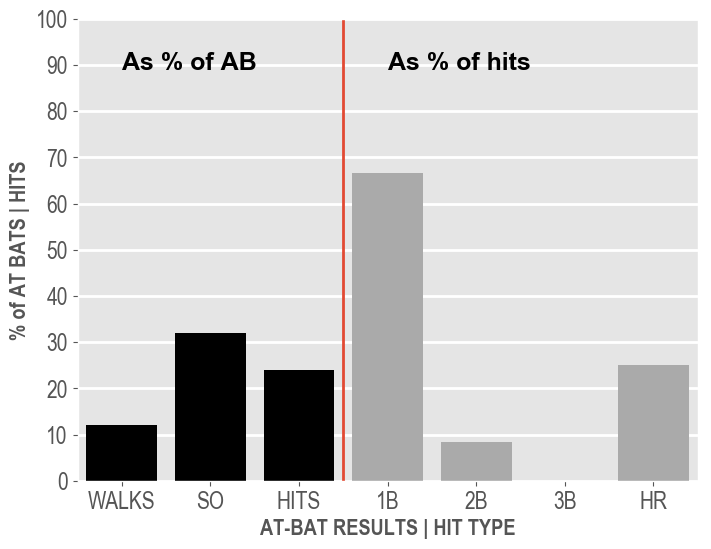 As % of AB
As % of hits
100
90
80
70
60
50
40
30
20
10
0
% of AT BATS | HITS
WALKS SO HITS 1B 2B 3B HR
AT-BAT RESULTS | HIT TYPE